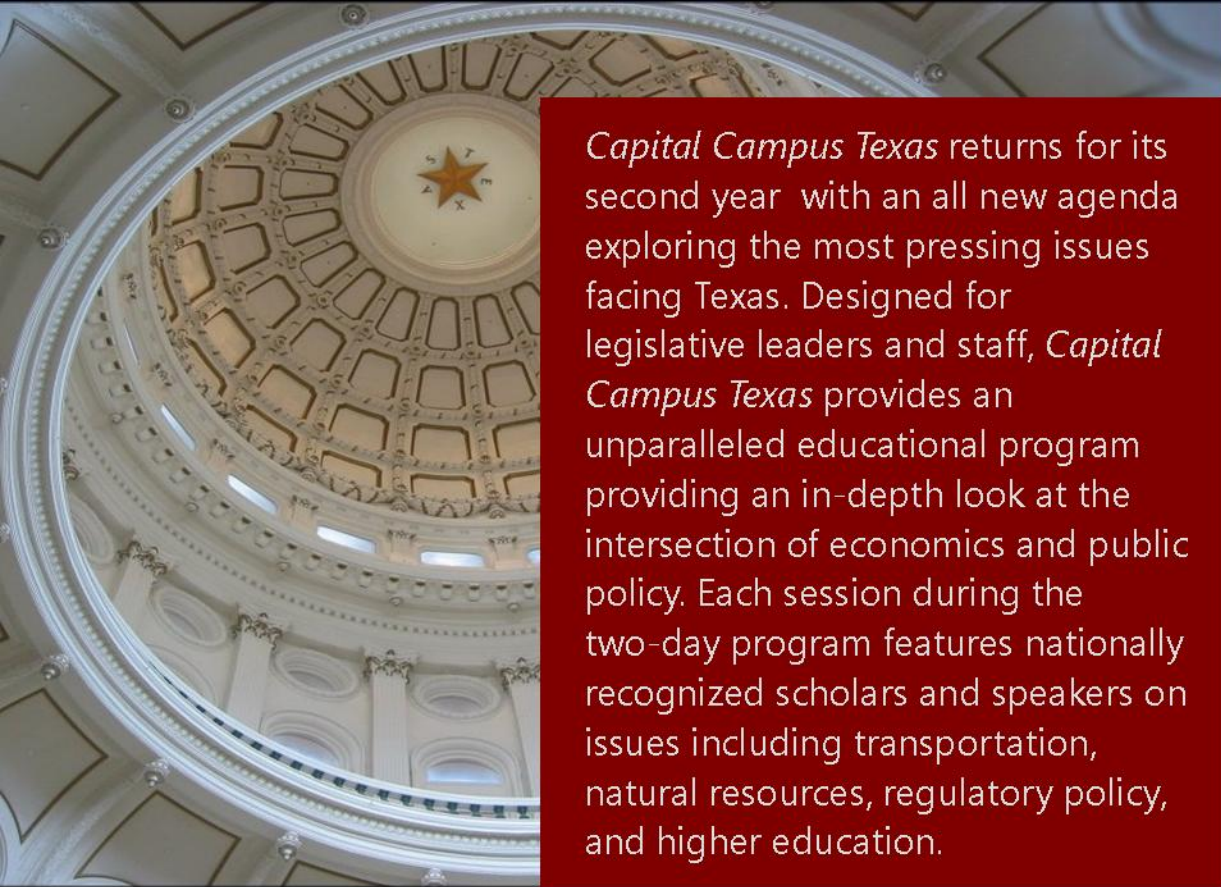 TEXAS
Capital Campus Texas returns for its
second year  with an all new agenda
exploring the most pressing issues
facing Texas. Designed for
legislative leaders and staff, Capital
Campus Texas provides an
unparalleled educational program
providing an in-depth look at the
intersection of economics and public
policy. Each session during the
two-day program features nationally
recognized scholars and speakers on
issues including transportation,
natural resources, regulatory policy,
and higher education.